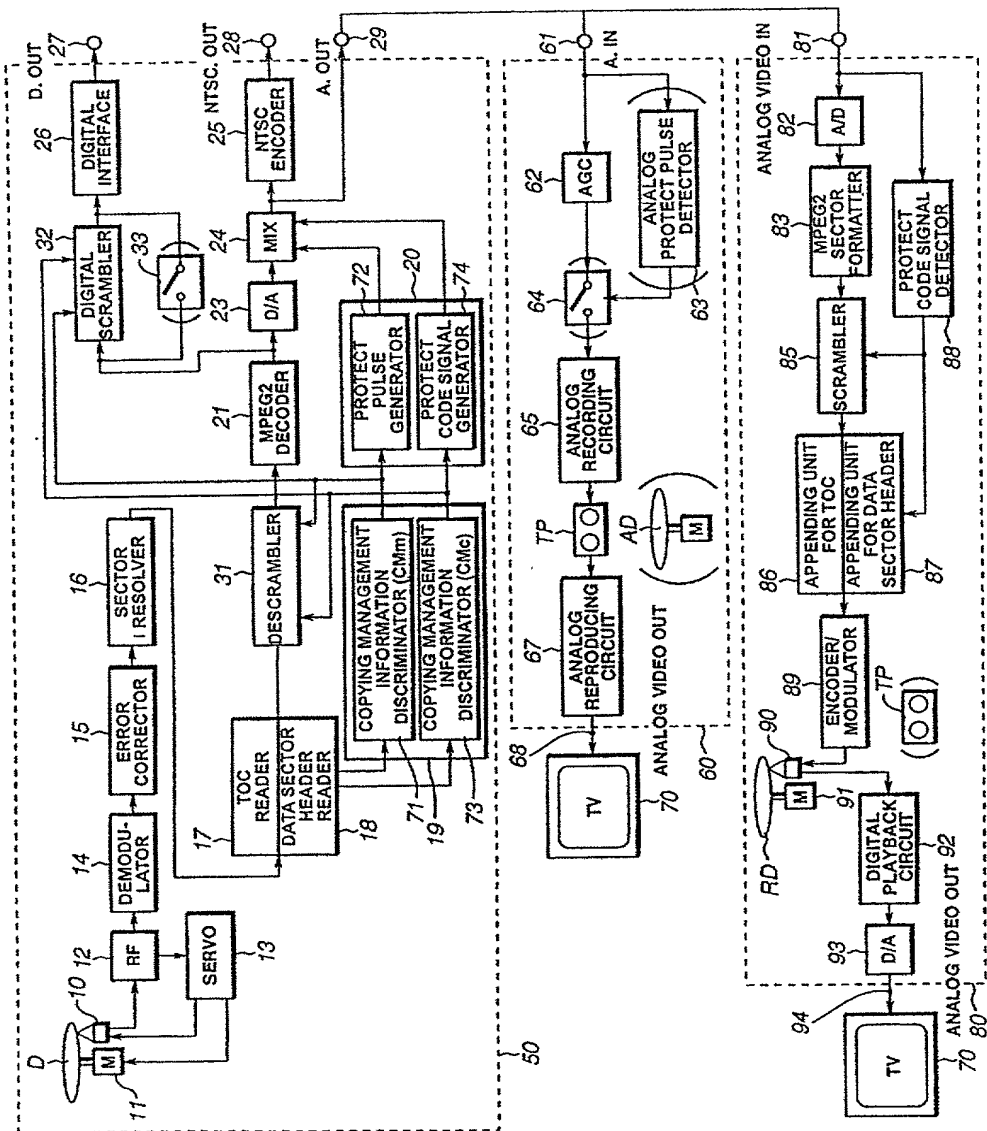 D
10
M
11
12
RF
SERVO
13
14
DEMODU-
LATOR
15
ERROR
CORRECTOR
16
SECTOR
RESOLVER
17
TOC
READER
DATA SECTOR
HEADER
READER
18
31
DESCRAMBLER
21
MPEG2
DECODER
23
D/A
24
MIX
25
NTSC
ENCODER
NTSC. OUT
28
32
DIGITAL
SCRAMBLER
33
26
DIGITAL
INTERFACE
D. OUT
27
A. OUT
29
COPYING MANAGEMENT
INFORMATION
DISCRIMINATOR (CMm)
COPYING MANAGEMENT
INFORMATION
DISCRIMINATOR (CMc)
71
19
73
72
PROTECT
PULSE
GENERATOR
PROTECT
CODE SIGNAL
GENERATOR
20
74
50
70
TV
68
ANALOG VIDEO OUT
60
67
ANALOG
REPRODUCING
CIRCUIT
TP
AD
M
65
ANALOG
RECORDING
CIRCUIT
64
62
AGC
ANALOG
PROTECT PULSE
DETECTOR
63
61
A. IN
TV
70
94
ANALOG VIDEO OUT
80
93
D/A
DIGITAL
PLAYBACK
CIRCUIT
92
RD
M
90
91
TP
89
ENCODER/
MODULATOR
86
APPENDING UNIT
FOR TOC
APPENDING UNIT
FOR DATA
SECTOR HEADER
87
85
SCRAMBLER
83
MPEG2
SECTOR
FORMATTER
82
A/D
PROTECT
CODE SIGNAL
DETECTOR
88
ANALOG VIDEO IN
81